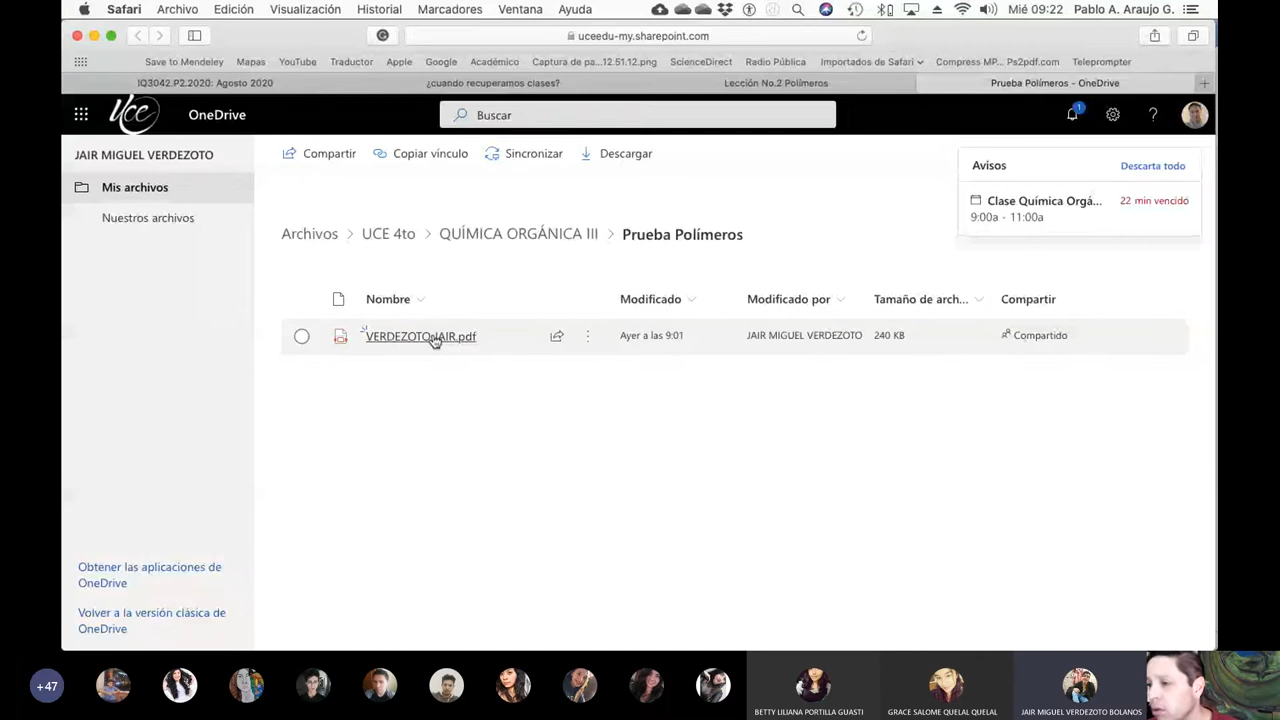 Safari Archivo Edición Visualización Historial Marcadores Ventana Ayuda Mié 09:22 Pablo A. Araujo G.
uceedu-my.sharepoint.com
Save to Mendeley Mapas YouTube Traductor Apple Google Académico Captura de pa...12.51.12.png ScienceDirect Radio Pública Importados de Safari Compress MP... Ps2pdf.com Teleprompter
IQ3042.P2.2020: Agosto 2020 ¿cuando recuperamos clases? Lección No.2 Polímeros Prueba Polímeros - OneDrive
UCE OneDrive Buscar 1 ?
JAIR MIGUEL VERDEZOTO
Compartir Copiar vínculo Sincronizar Descargar
Avisos Descarta todo
Mis archivos
Clase Química Orgá... 22 min vencido
9:00a - 11:00a
Nuestros archivos
Archivos > UCE 4to > QUÍMICA ORGÁNICA III > Prueba Polímeros
Nombre Modificado Modificado por Tamaño de arch... Compartir
VERDEZOTO JAIR.pdf Ayer a las 9:01 JAIR MIGUEL VERDEZOTO 240 KB Compartido
Obtener las aplicaciones de
OneDrive
Volver a la versión clásica de
OneDrive
+47
BETTY LILIANA PORTILLA GUASTI GRACE SALOME QUELAL QUELAL JAIR MIGUEL VERDEZOTO BOLANOS